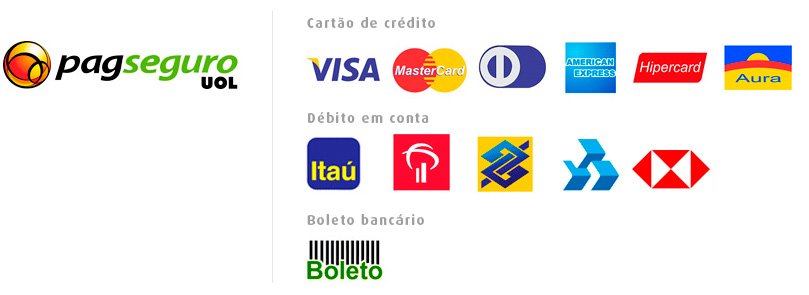 pagseguro
UOL
Cartão de crédito
VISA
MasterCard
AMERICAN EXPRESS
Hipercard
Aura
Débito em conta
Itaú
Boleto bancário
Boleto